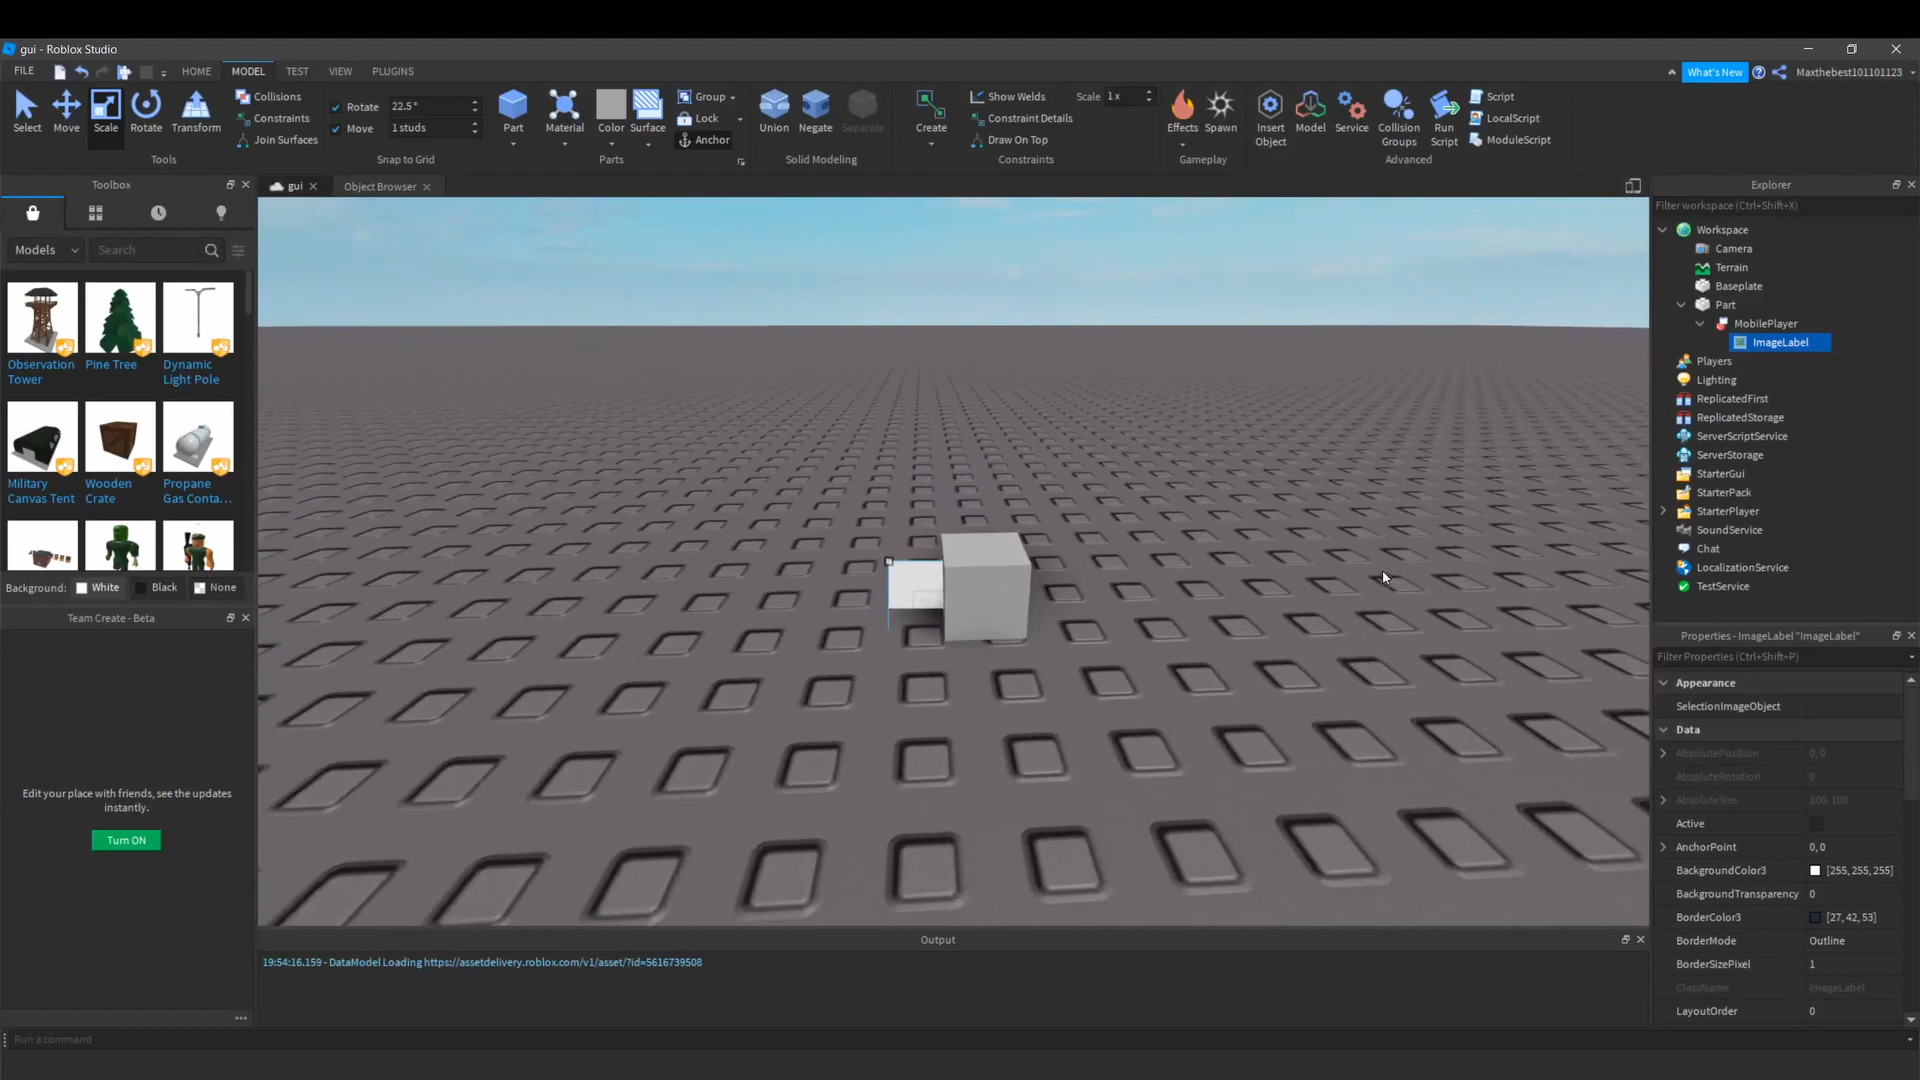 gui - Roblox Studio
FILE HOME MODEL TEST VIEW PLUGINS What's New Maxthebest101101123
Select Move Scale Rotate Transform
Collisions
Constraints
Join Surfaces
Tools
Rotate 22.5°
Move 1 studs
Snap to Grid
Part Material Color Surface
Group
Lock
Anchor
Parts
Union Negate Separate
Solid Modeling
Create
Show Welds Scale 1x
Constraint Details
Draw On Top
Constraints
Effects Spawn
Gameplay
Insert Object Model Service Collision Groups Run Script
Script
LocalScript
ModuleScript
Advanced
Toolbox
gui Object Browser
Models Search
Observation Tower
Pine Tree
Dynamic Light Pole
Military Canvas Tent
Wooden Crate
Propane Gas Conta...
Background: White Black None
Team Create - Beta
Edit your place with friends, see the updates
instantly.
Turn ON
Output
19:54:16.159 - DataModel Loading https://assetdelivery.roblox.com/v1/asset/?id=5616739508
Run a command
Explorer
Filter workspace (Ctrl+Shift+X)
Workspace
Camera
Terrain
Baseplate
Part
MobilePlayer
ImageLabel
Players
Lighting
ReplicatedFirst
ReplicatedStorage
ServerScriptService
ServerStorage
StarterGui
StarterPack
StarterPlayer
SoundService
Chat
LocalizationService
TestService
Properties - ImageLabel "ImageLabel"
Filter Properties (Ctrl+Shift+P)
Appearance
SelectionImageObject
Data
AbsolutePosition 0, 0
AbsoluteRotation 0
AbsoluteSize 100, 100
Active
AnchorPoint 0, 0
BackgroundColor3 [255, 255, 255]
BackgroundTransparency 0
BorderColor3 [27, 42, 53]
BorderMode Outline
BorderSizePixel 1
ClassName ImageLabel
LayoutOrder 0